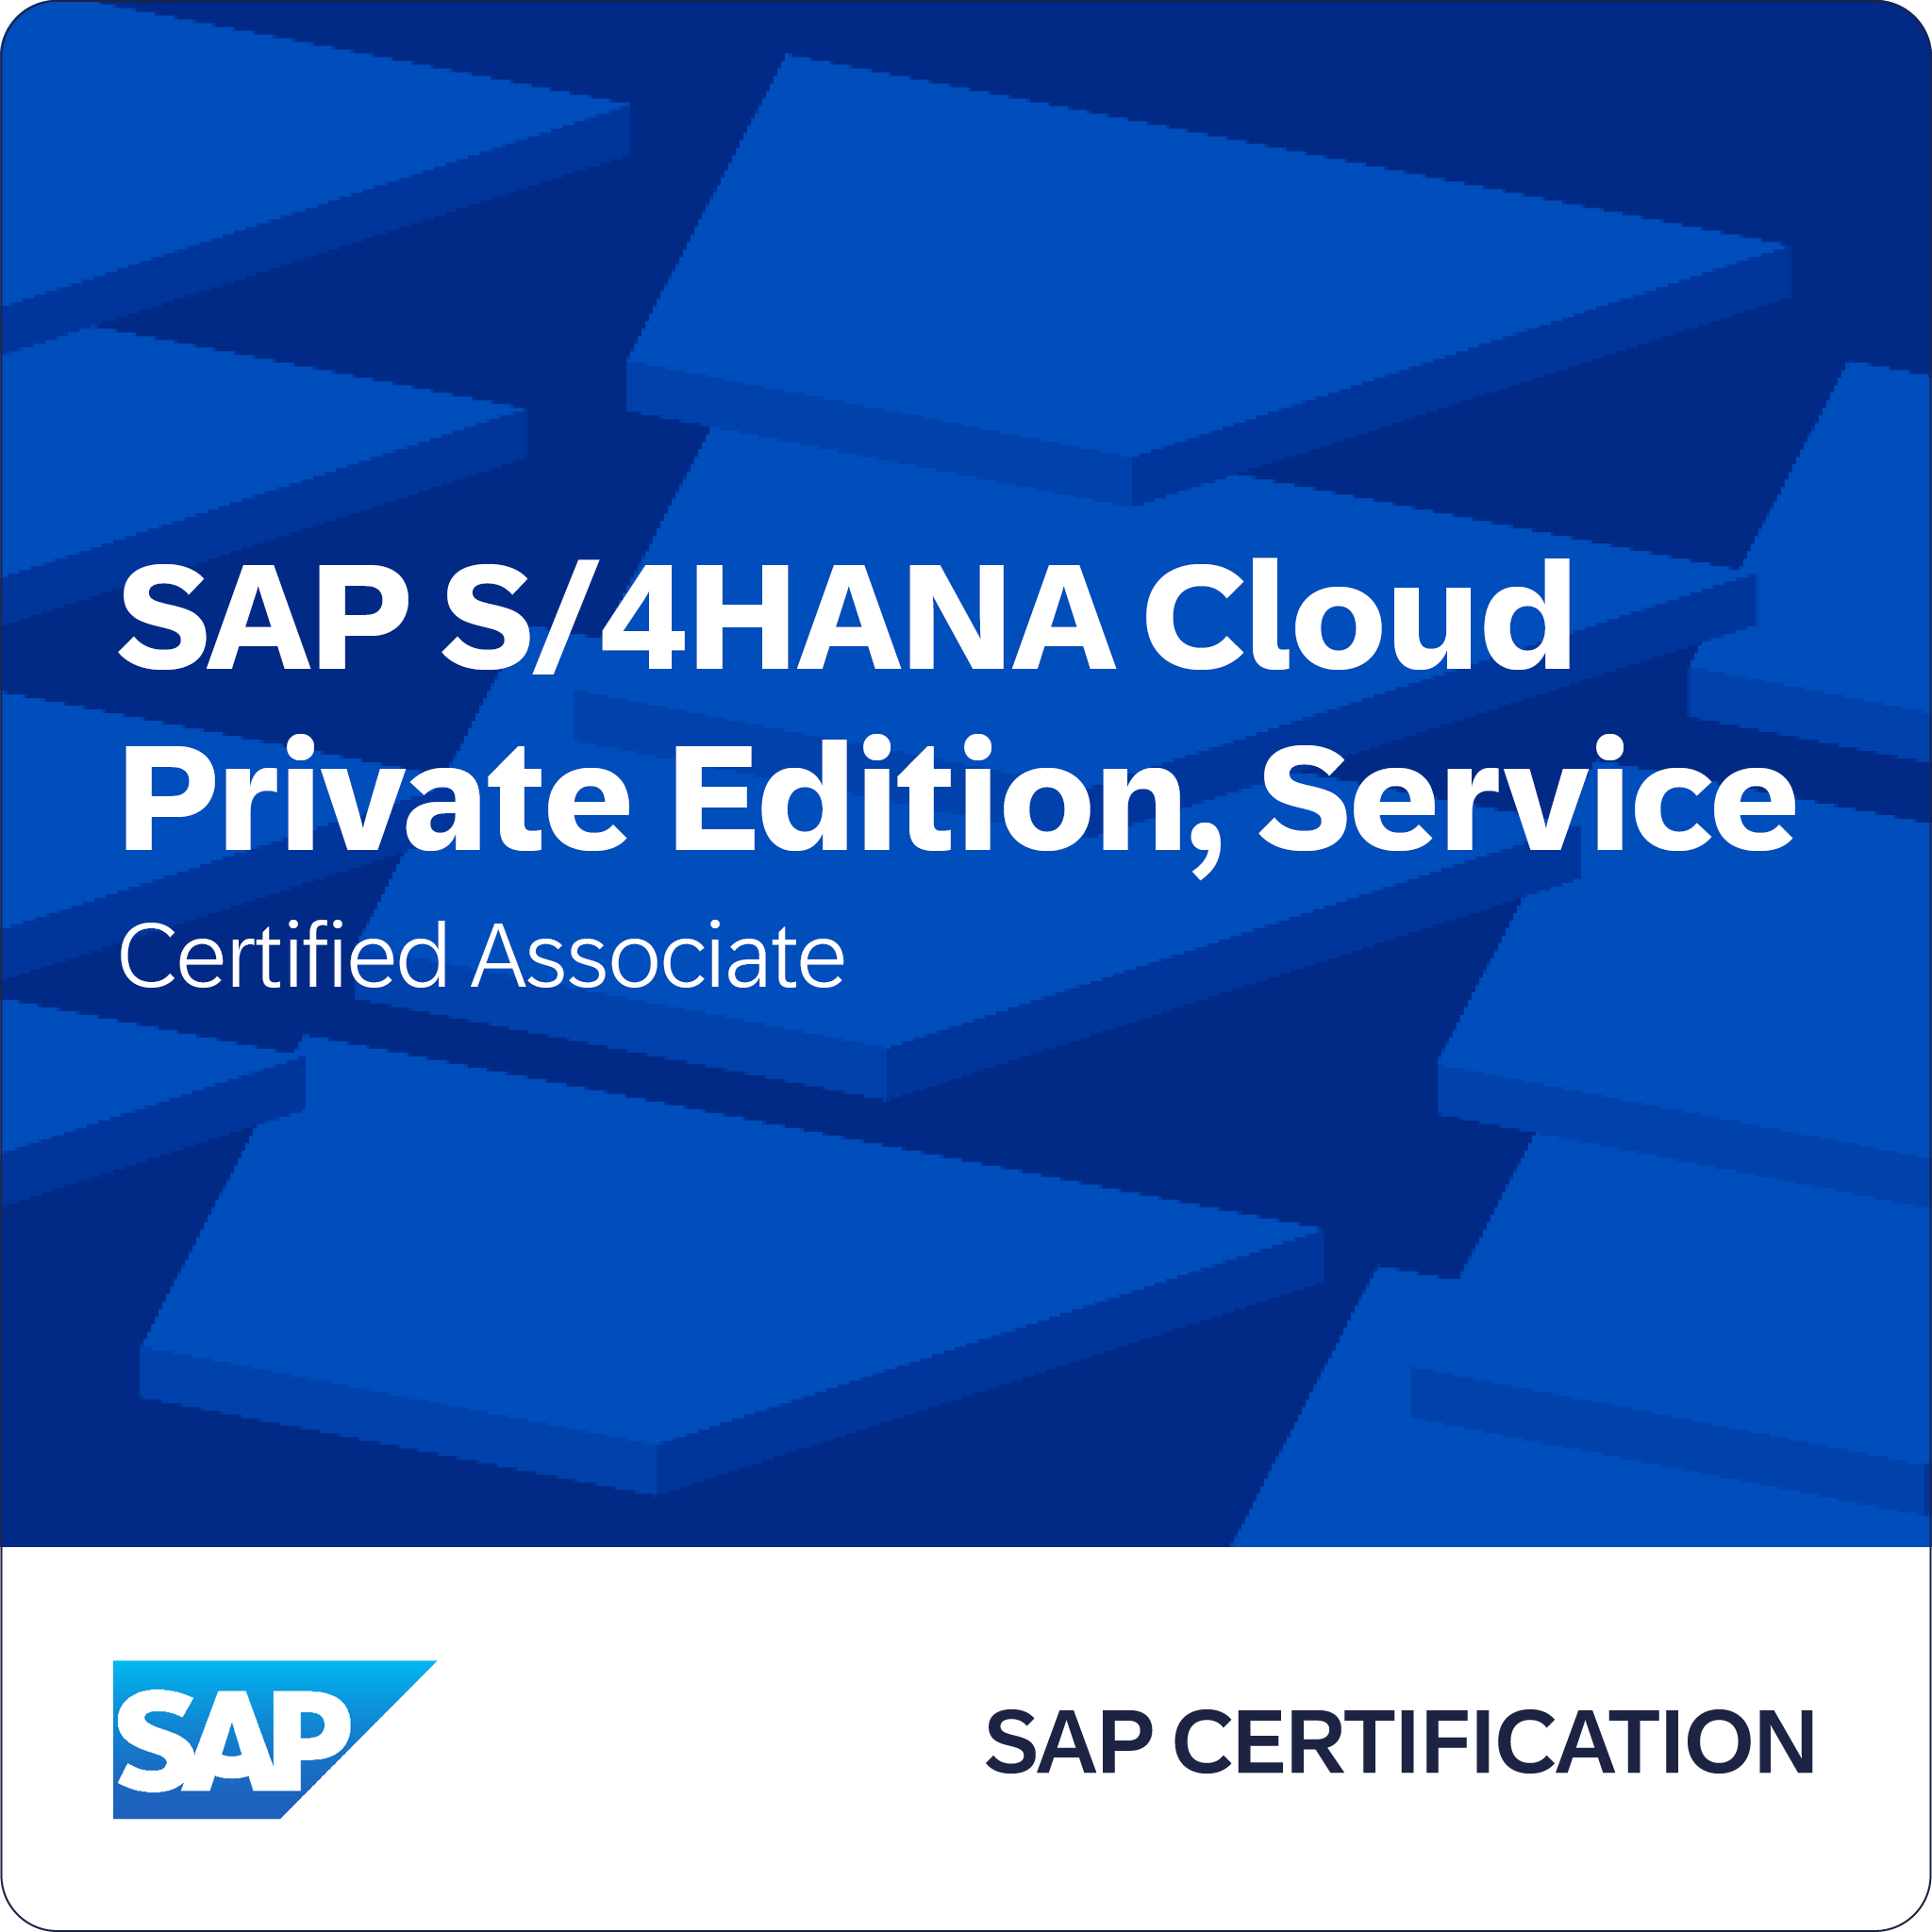 SAP S/4HANA Cloud
Private Edition, Service
Certified Associate
SAP
SAP CERTIFICATION